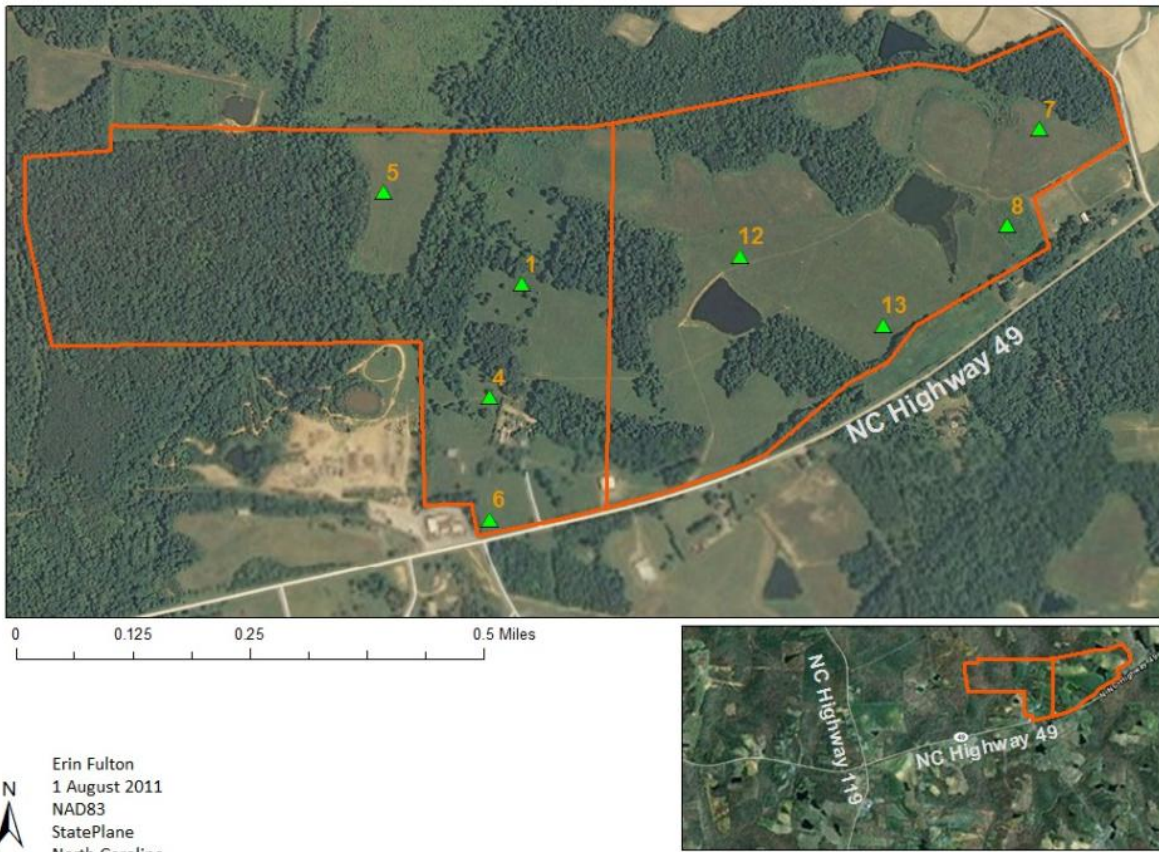 7
5
8
12
1
13
4
NC Highway 49
6
0 0.125 0.25 0.5 Miles
NC Highway 119
49
NC Highway 49
N
Erin Fulton
1 August 2011
NAD83
StatePlane
North Carolina